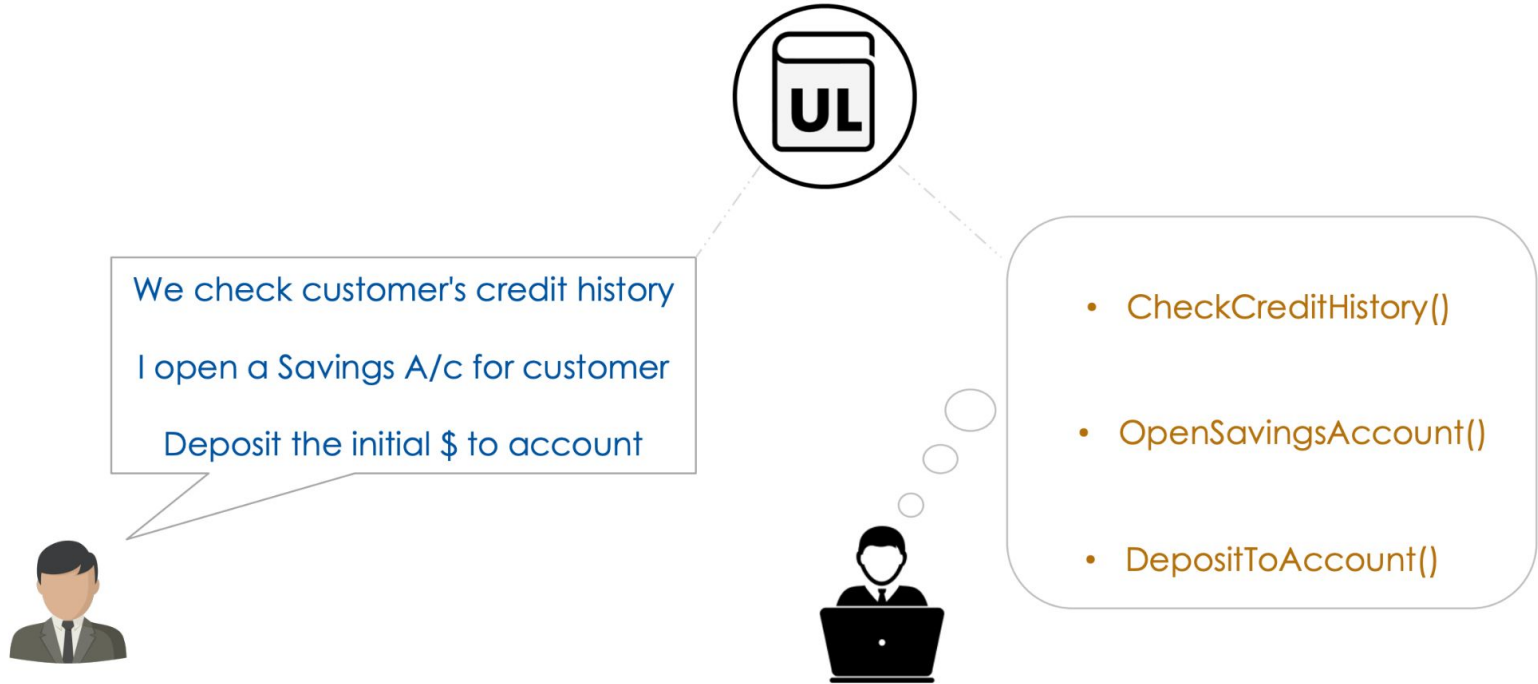 UL
We check customer's credit history
I open a Savings A/c for customer
Deposit the initial $ to account
• CheckCreditHistory()
• OpenSavingsAccount()
• DepositToAccount()